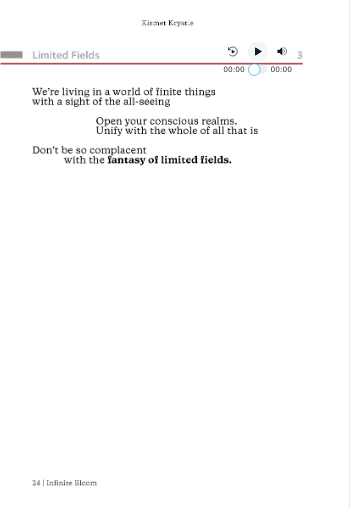 Kismet Krystle
Limited Fields
3
00:00 00:00
We're living in a world of finite things
with a sight of the all-seeing
Open your conscious realms.
Unify with the whole of all that is
Don't be so complacent
with the fantasy of limited fields.
24 | Infinite Bloom